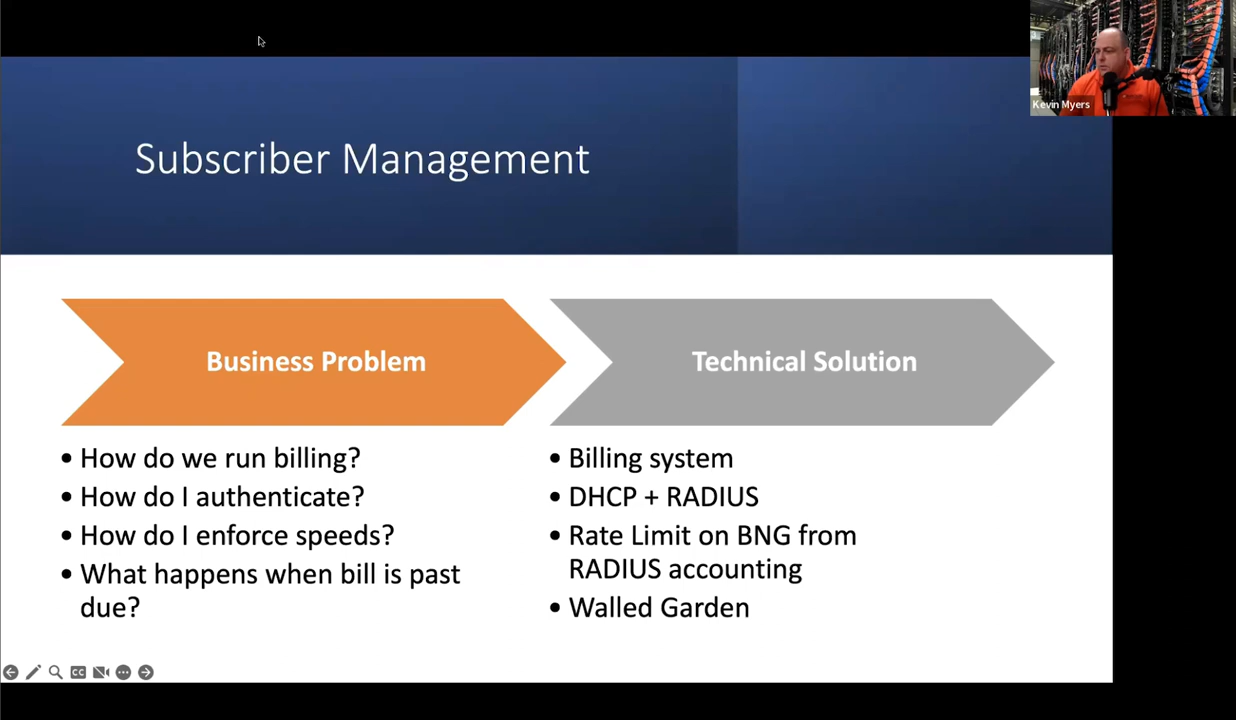 Kevin Myers
Subscriber Management
Business Problem
Technical Solution
• How do we run billing?
• How do I authenticate?
• How do I enforce speeds?
• What happens when bill is past
due?
• Billing system
• DHCP + RADIUS
• Rate Limit on BNG from
RADIUS accounting
• Walled Garden
CC